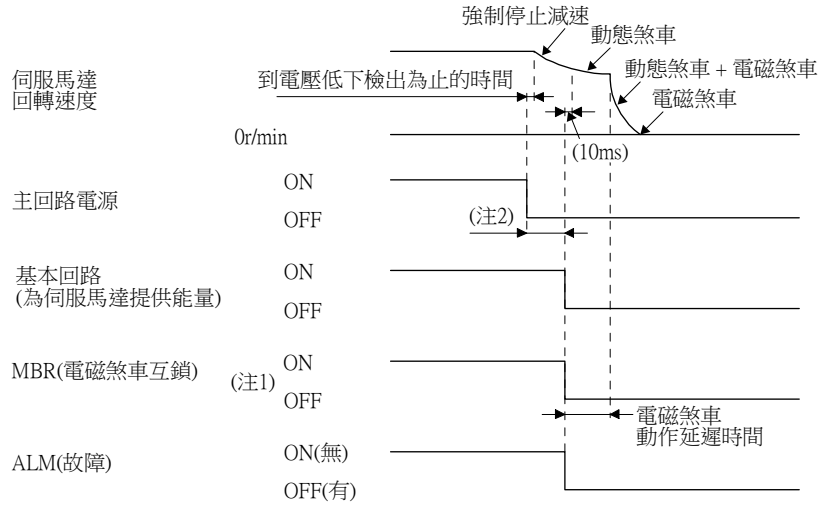 強制停止減速
動態煞車
伺服馬達
回轉速度
到電壓低下檢出為止的時間
動態煞車 + 電磁煞車
電磁煞車
0r/min
(10ms)
主回路電源
ON
OFF
(注2)
基本回路
(為伺服馬達提供能量)
ON
OFF
MBR(電磁煞車互鎖)
(注1)
ON
OFF
電磁煞車
動作延遲時間
ALM(故障)
ON(無)
OFF(有)